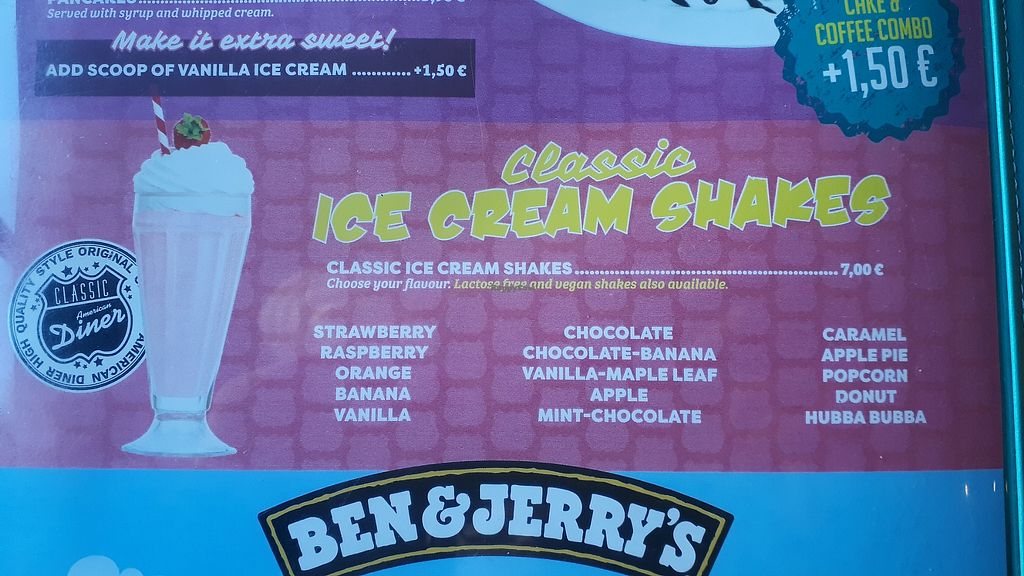 PANCAKES
Served with syrup and whipped cream.
Make it extra sweet!
ADD SCOOP OF VANILLA ICE CREAM ............ +1,50 €
CAKE &
COFFEE COMBO
+1,50 €
Classic
ICE CREAM SHAKES
CLASSIC ICE CREAM SHAKES ........................................................ 7,00 €
Choose your flavour. Lactose free and vegan shakes also available.
STRAWBERRY
RASPBERRY
ORANGE
BANANA
VANILLA
CHOCOLATE
CHOCOLATE-BANANA
VANILLA-MAPLE LEAF
APPLE
MINT-CHOCOLATE
CARAMEL
APPLE PIE
POPCORN
DONUT
HUBBA BUBBA
HIGH QUALITY STYLE ORIGINAL AMERICAN DINER
CLASSIC
American
Diner
BEN & JERRY'S